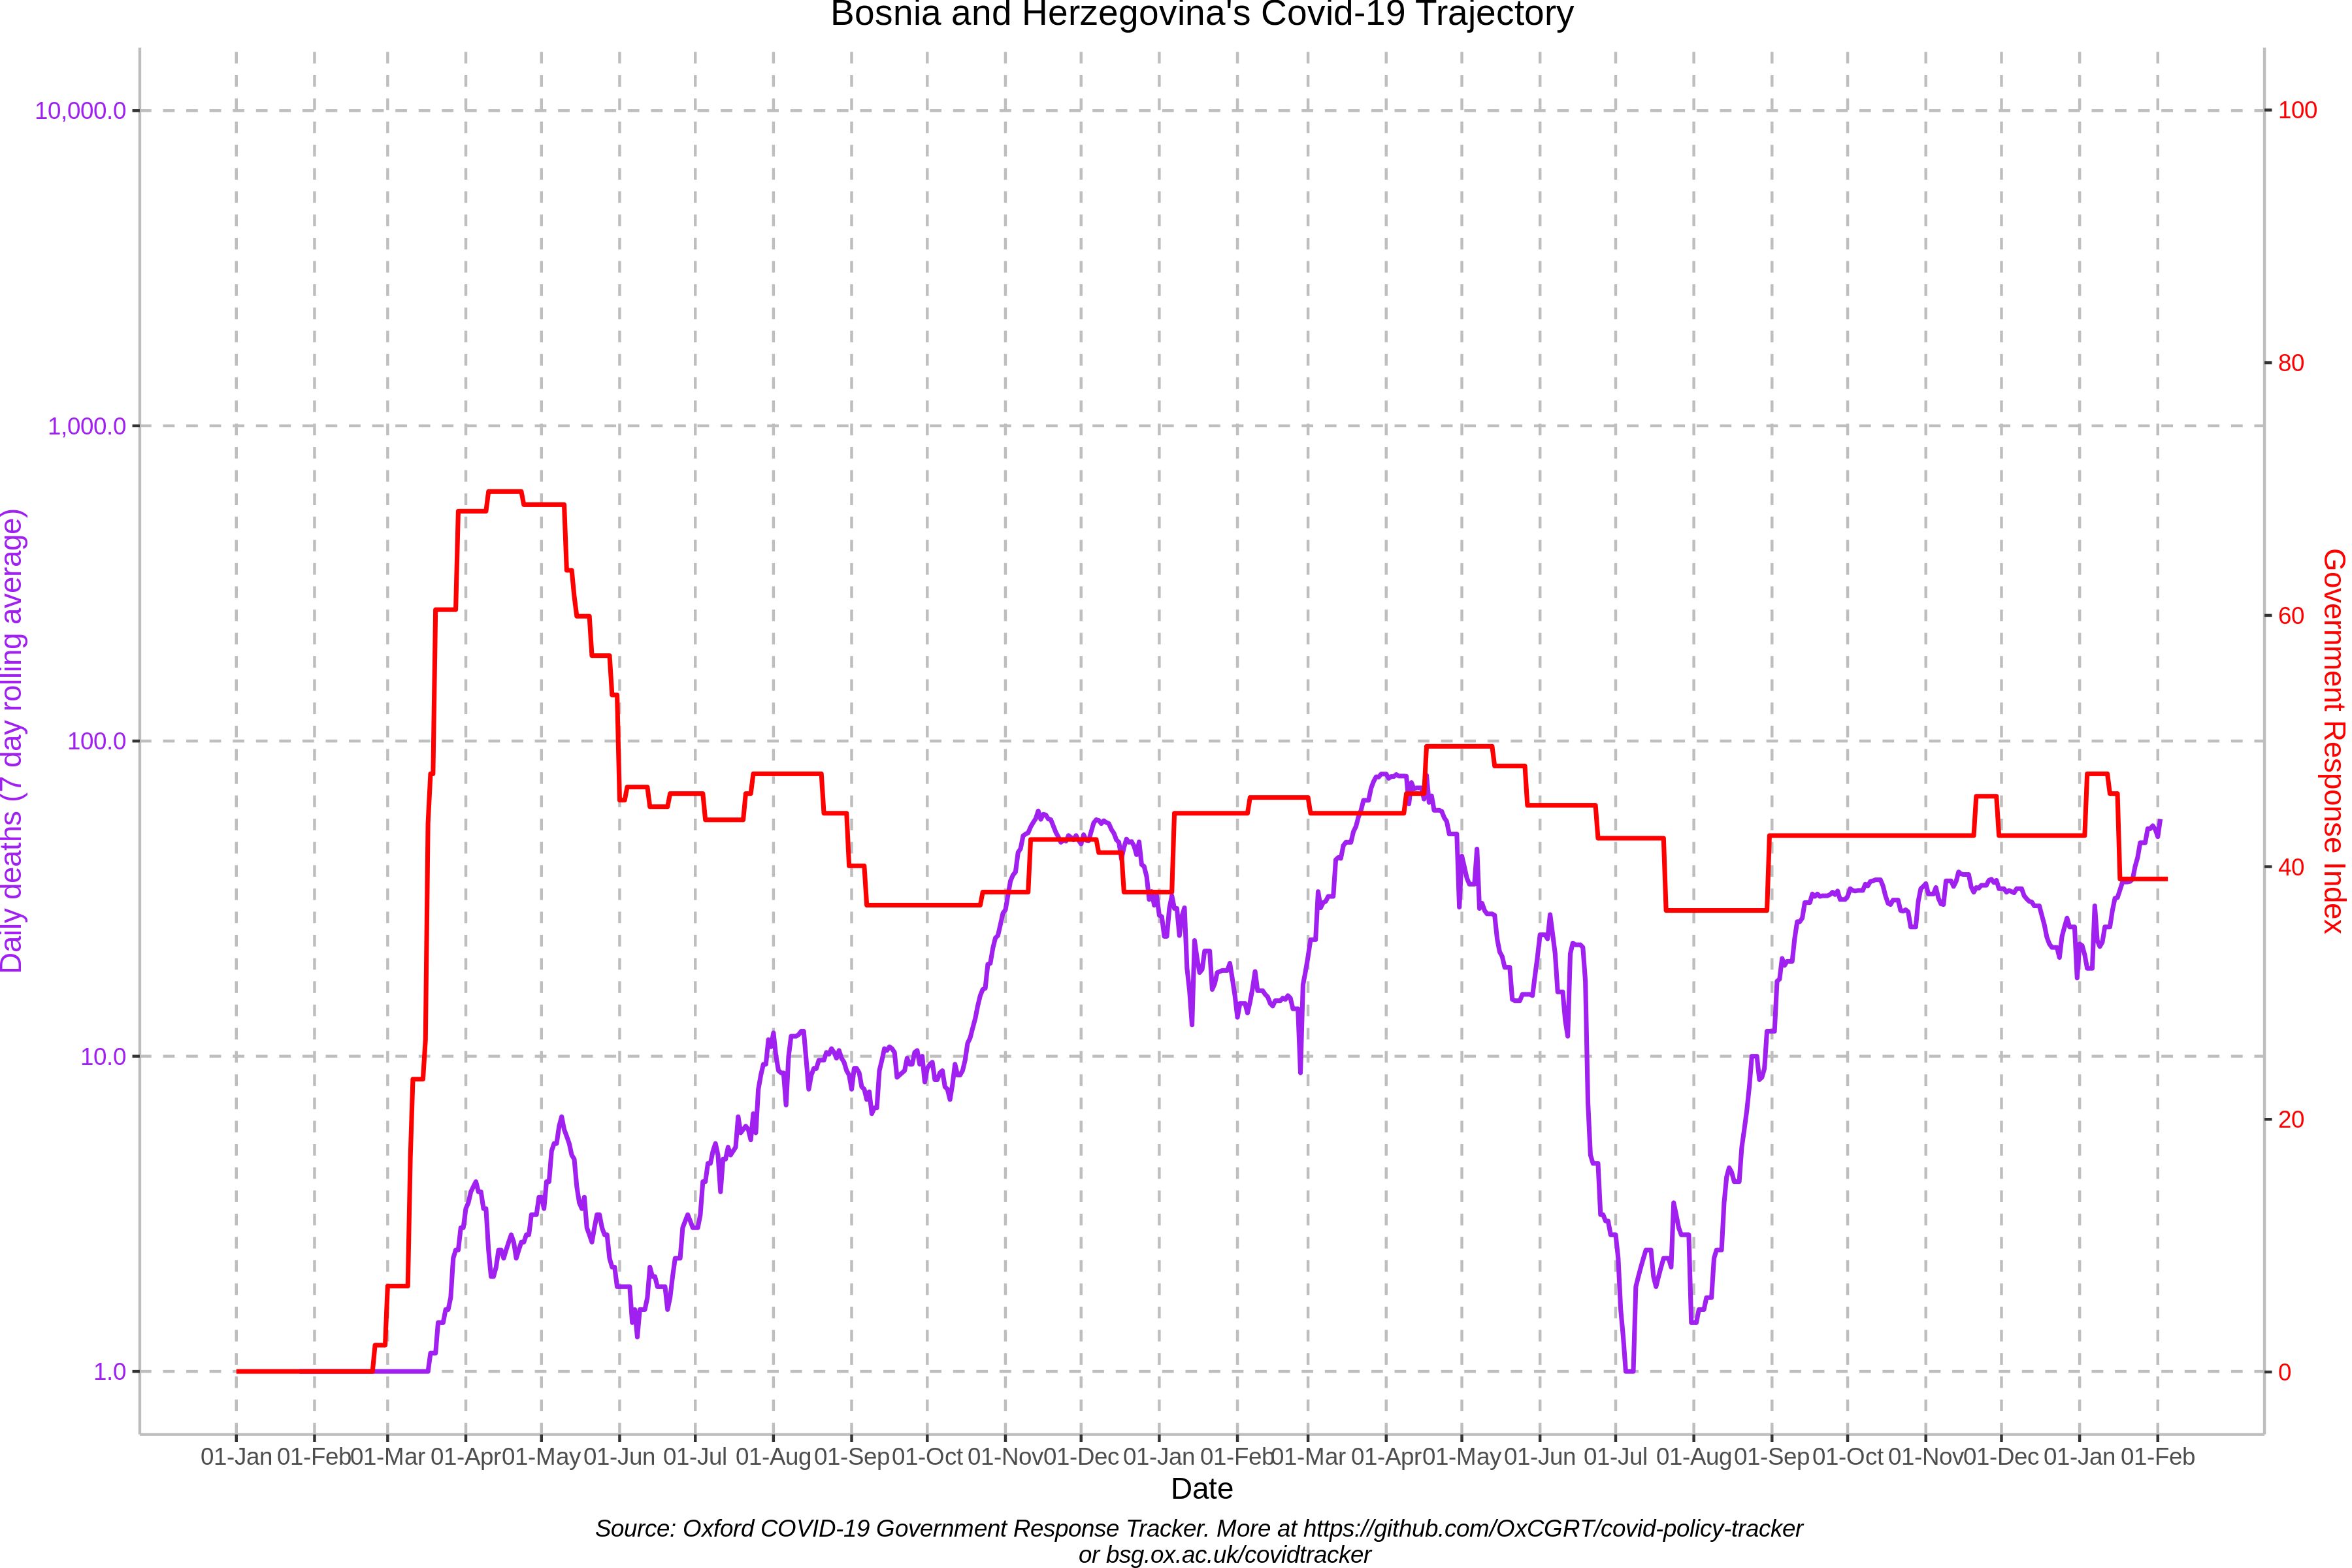 Bosnia and Herzegovina's Covid-19 Trajectory
Daily deaths (7 day rolling average)
10,000.0
1,000.0
100.0
10.0
1.0
100
80
60
40
20
0
Government Response Index
01-Jan 01-Feb 01-Mar 01-Apr 01-May 01-Jun 01-Jul 01-Aug 01-Sep 01-Oct 01-Nov 01-Dec 01-Jan 01-Feb 01-Mar 01-Apr 01-May 01-Jun 01-Jul 01-Aug 01-Sep 01-Oct 01-Nov 01-Dec 01-Jan 01-Feb
Date
Source: Oxford COVID-19 Government Response Tracker. More at https://github.com/OxCGRT/covid-policy-tracker
or bsg.ox.ac.uk/covidtracker